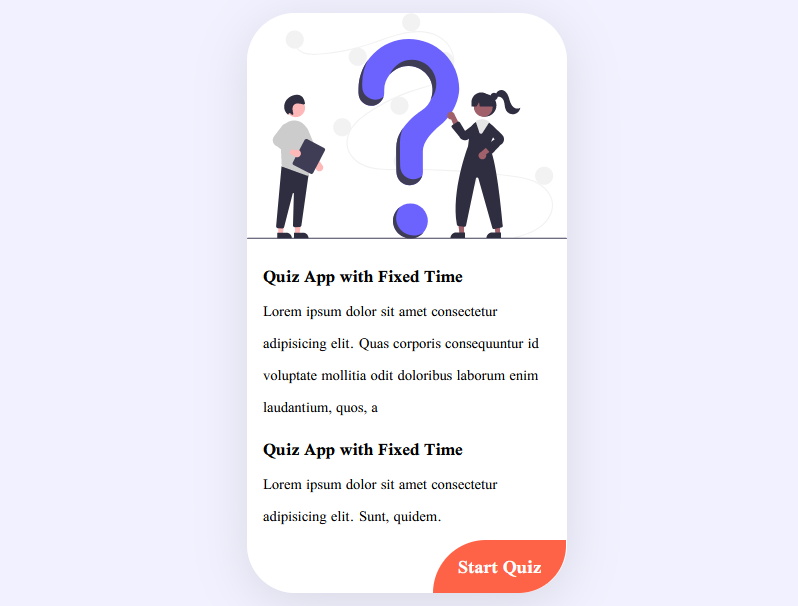 Quiz App with Fixed Time
Lorem ipsum dolor sit amet consectetur
adipisicing elit. Quas corporis consequuntur id
voluptate mollitia odit doloribus laborum enim
laudantium, quos, a
Quiz App with Fixed Time
Lorem ipsum dolor sit amet consectetur
adipisicing elit. Sunt, quidem.
Start Quiz